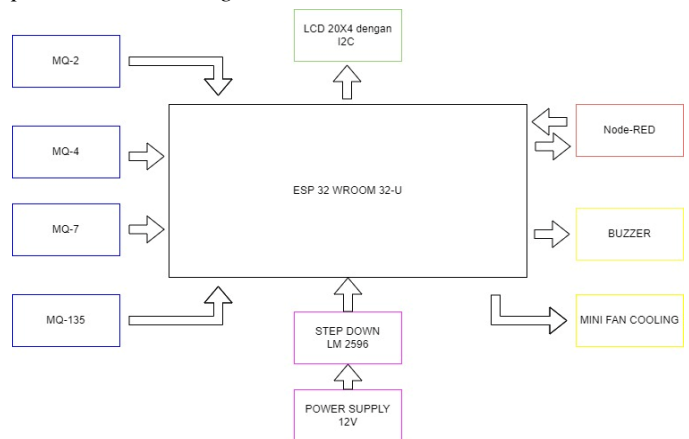 LCD 20X4 dengan
I2C
MQ-2
MQ-4
MQ-7
MQ-135
ESP 32 WROOM 32-U
Node-RED
BUZZER
MINI FAN COOLING
STEP DOWN
LM 2596
POWER SUPPLY
12V